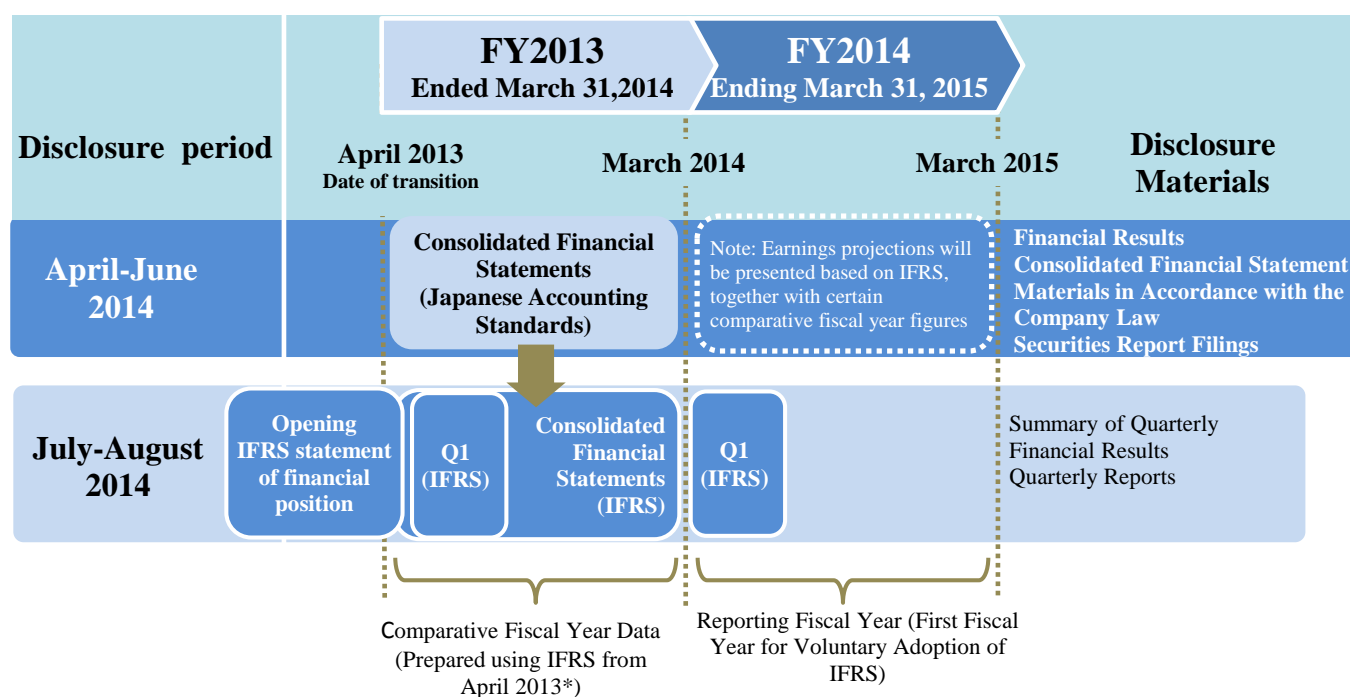 FY2013
Ended March 31,2014
FY2014
Ending March 31, 2015
Disclosure period
April 2013
Date of transition
March 2014
March 2015
Disclosure
Materials
April-June
2014
Consolidated Financial
Statements
(Japanese Accounting
Standards)
Note: Earnings projections will
be presented based on IFRS,
together with certain
comparative fiscal year figures
Financial Results
Consolidated Financial Statement
Materials in Accordance with the
Company Law
Securities Report Filings
July-August
2014
Opening
IFRS statement
of financial
position
Q1
(IFRS)
Consolidated
Financial
Statements
(IFRS)
Q1
(IFRS)
Summary of Quarterly
Financial Results
Quarterly Reports
Comparative Fiscal Year Data
(Prepared using IFRS from
April 2013*)
Reporting Fiscal Year (First Fiscal
Year for Voluntary Adoption of
IFRS)